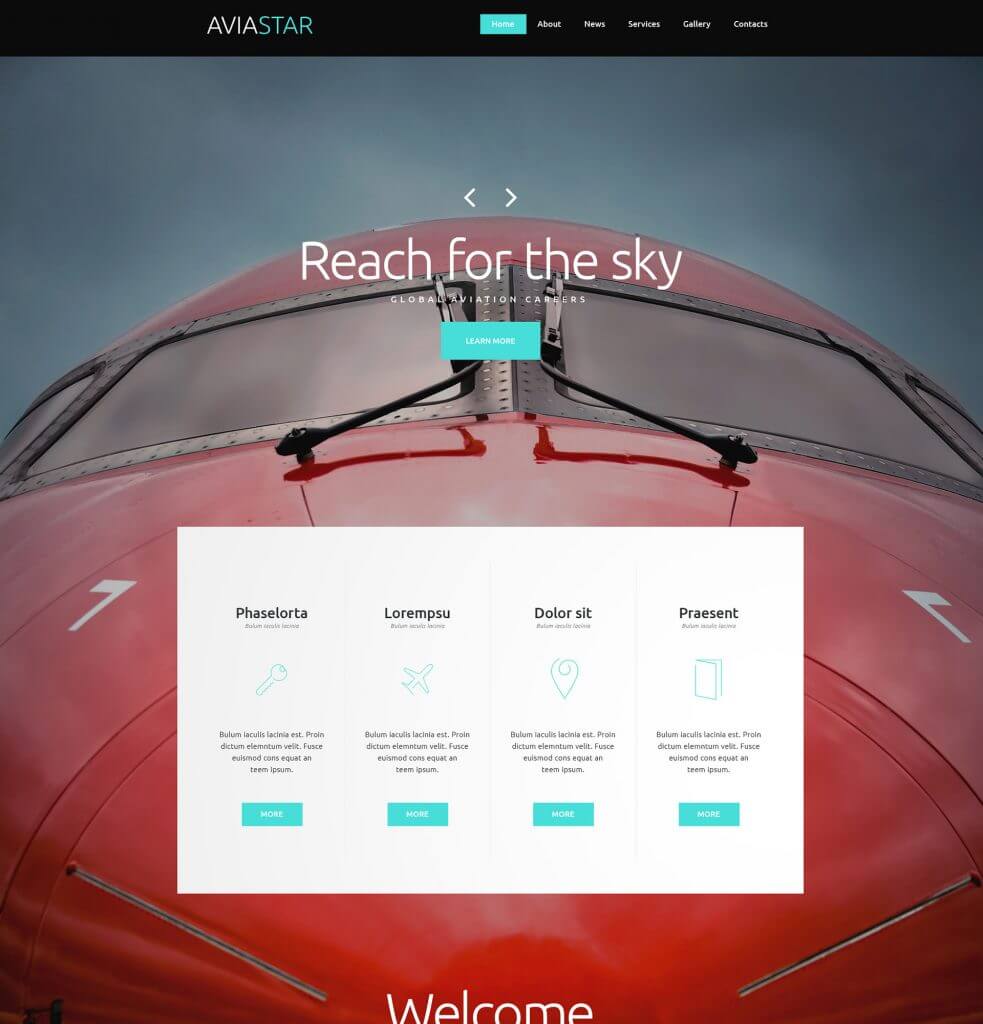 AVIASTAR
Home About News Services Gallery Contacts
Reach for the sky
GLOBAL AVIATION CAREERS
LEARN MORE
Phaselorta
Bulum iaculis lacinia
Bulum iaculis lacinia est. Proin
dictum elemntum velit. Fusce
euismod cons equat an
teem ipsum.
MORE
Lorempsu
Bulum iaculis lacinia
Bulum iaculis lacinia est. Proin
dictum elemntum velit. Fusce
euismod cons equat an
teem ipsum.
MORE
Dolor sit
Bulum iaculis lacinia
Bulum iaculis lacinia est. Proin
dictum elemntum velit. Fusce
euismod cons equat an
teem ipsum.
MORE
Praesent
Bulum iaculis lacinia
Bulum iaculis lacinia est. Proin
dictum elemntum velit. Fusce
euismod cons equat an
teem ipsum.
MORE
Welcome